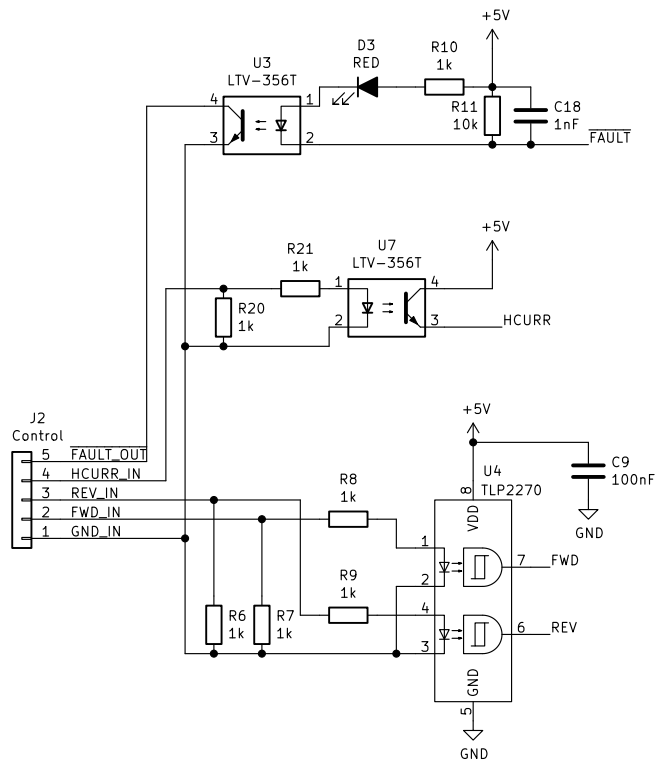 +5V
D3
RED
R10
1k
U3
LTV-356T
4
1
3
2
R11
10k
C18
1nF
FAULT
+5V
U7
LTV-356T
R21
1k
1
4
2
3
R20
1k
HCURR
J2
Control
5 FAULT_OUT
4 HCURR_IN
3 REV_IN
2 FWD_IN
1 GND_IN
+5V
C9
100nF
GND
U4
TLP2270
8
VDD
R8
1k
1
2
7
FWD
R9
1k
4
3
6
REV
R6
1k
R7
1k
GND
5
GND